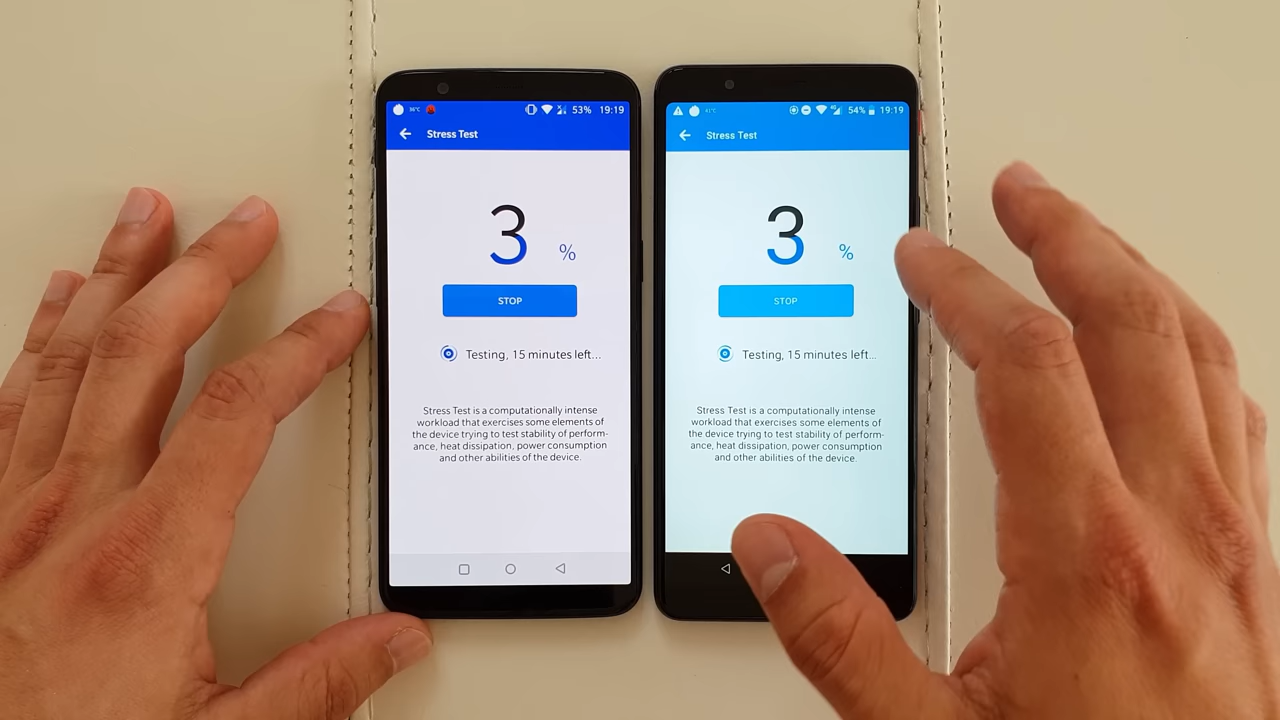 53% 19:19
Stress Test
3 %
STOP
Testing, 15 minutes left...
Stress Test is a computationally intense
workload that exercises some elements of
the device trying to test stability of perform-
ance, heat dissipation, power consumption
and other abilities of the device.
41°C 54% 19:19
Stress Test
3 %
STOP
Testing, 15 minutes left...
Stress Test is a computationally intense
workload that exercises some elements of
the device trying to test stability of perform-
ance, heat dissipation, power consumption
and other abilities of the device.